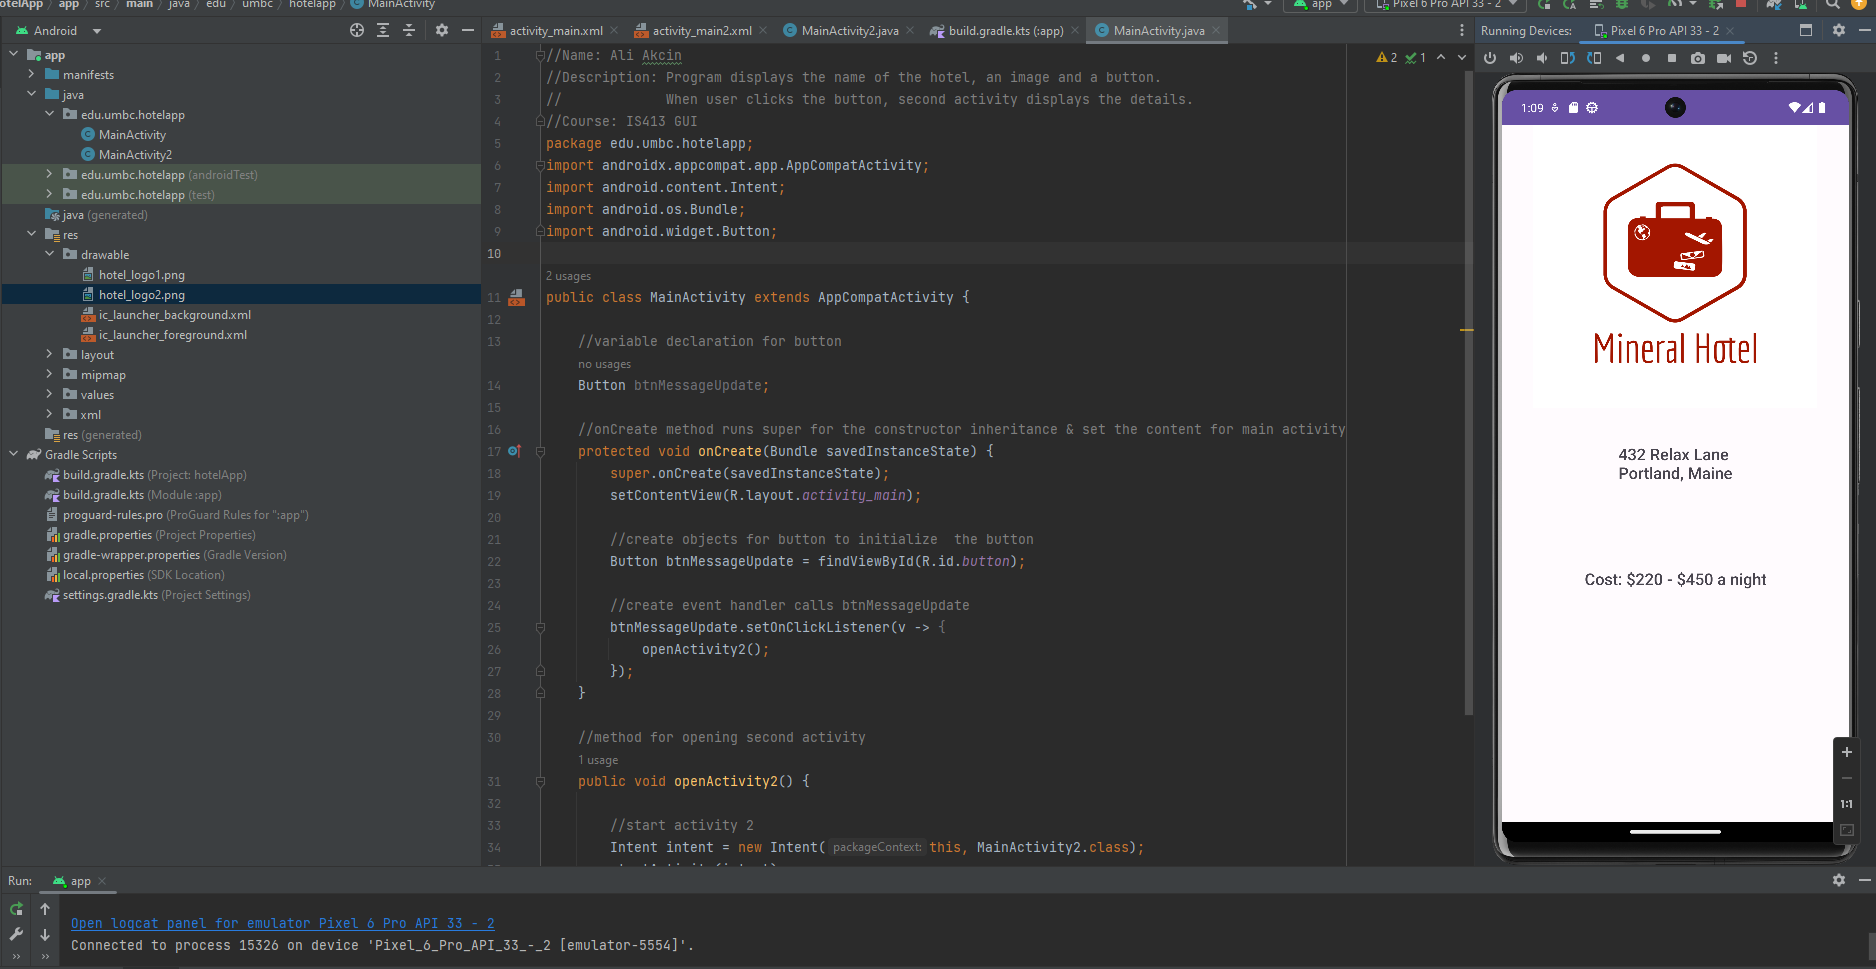 otelApp > app > src > main > java > edu > umbc > hotelapp > MainActivity
app
Pixel 6 Pro API 33 - 2
Android
activity_main.xml
activity_main2.xml
MainActivity2.java
build.gradle.kts (:app)
MainActivity.java
Running Devices:
Pixel 6 Pro API 33 - 2
app
manifests
java
edu.umbc.hotelapp
MainActivity
MainActivity2
edu.umbc.hotelapp (androidTest)
edu.umbc.hotelapp (test)
java (generated)
res
drawable
hotel_logo1.png
hotel_logo2.png
ic_launcher_background.xml
ic_launcher_foreground.xml
layout
mipmap
values
xml
res (generated)
Gradle Scripts
build.gradle.kts (Project: hotelApp)
build.gradle.kts (Module :app)
proguard-rules.pro (ProGuard Rules for ":app")
gradle.properties (Project Properties)
gradle-wrapper.properties (Gradle Version)
local.properties (SDK Location)
settings.gradle.kts (Project Settings)
2 1
1 //Name: Ali Akcin
2 //Description: Program displays the name of the hotel, an image and a button.
3 // When user clicks the button, second activity displays the details.
4 //Course: IS413 GUI
5 package edu.umbc.hotelapp;
6 import androidx.appcompat.app.AppCompatActivity;
7 import android.content.Intent;
8 import android.os.Bundle;
9 import android.widget.Button;
10
2 usages
11 public class MainActivity extends AppCompatActivity {
12
13 //variable declaration for button
no usages
14 Button btnMessageUpdate;
15
16 //onCreate method runs super for the constructor inheritance & set the content for main activity
17 protected void onCreate(Bundle savedInstanceState) {
18 super.onCreate(savedInstanceState);
19 setContentView(R.layout.activity_main);
20
21 //create objects for button to initialize  the button
22 Button btnMessageUpdate = findViewById(R.id.button);
23
24 //create event handler calls btnMessageUpdate
25 btnMessageUpdate.setOnClickListener(v -> {
26 openActivity2();
27 });
28 }
29
30 //method for opening second activity
1 usage
31 public void openActivity2() {
32
33 //start activity 2
34 Intent intent = new Intent( packageContext: this, MainActivity2.class);
1:09
Mineral Hotel
432 Relax Lane
Portland, Maine
Cost: $220 - $450 a night
1:1
Run: app
Open logcat panel for emulator Pixel 6 Pro API 33 - 2
Connected to process 15326 on device 'Pixel_6_Pro_API_33_-_2 [emulator-5554]'.